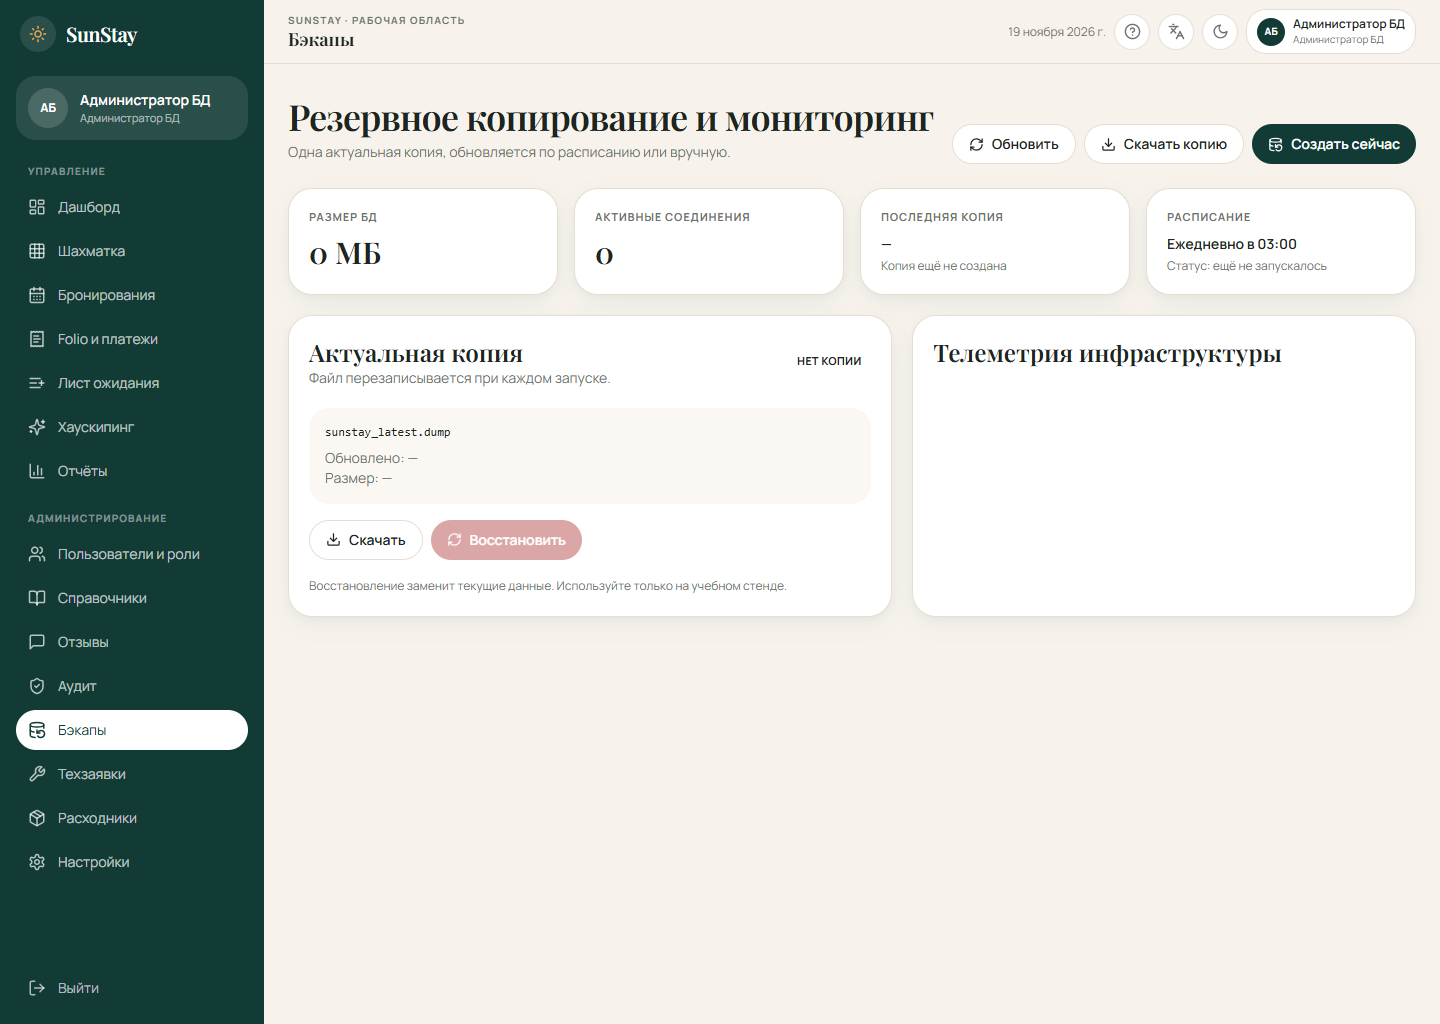 SunStay
АБ
Администратор БД
Администратор БД
УПРАВЛЕНИЕ
Дашборд
Шахматка
Бронирования
Folio и платежи
Лист ожидания
Хаускипинг
Отчёты
АДМИНИСТРИРОВАНИЕ
Пользователи и роли
Справочники
Отзывы
Аудит
Бэкапы
Техзаявки
Расходники
Настройки
Выйти
SUNSTAY · РАБОЧАЯ ОБЛАСТЬ
Бэкапы
19 ноября 2026 г.
АБ
Администратор БД
Администратор БД
Резервное копирование и мониторинг
Одна актуальная копия, обновляется по расписанию или вручную.
Обновить
Скачать копию
Создать сейчас
РАЗМЕР БД
0 МБ
АКТИВНЫЕ СОЕДИНЕНИЯ
0
ПОСЛЕДНЯЯ КОПИЯ
—
Копия ещё не создана
РАСПИСАНИЕ
Ежедневно в 03:00
Статус: ещё не запускалось
Актуальная копия
Файл перезаписывается при каждом запуске.
НЕТ КОПИИ
sunstay_latest.dump
Обновлено: —
Размер: —
Скачать
Восстановить
Восстановление заменит текущие данные. Используйте только на учебном стенде.
Телеметрия инфраструктуры